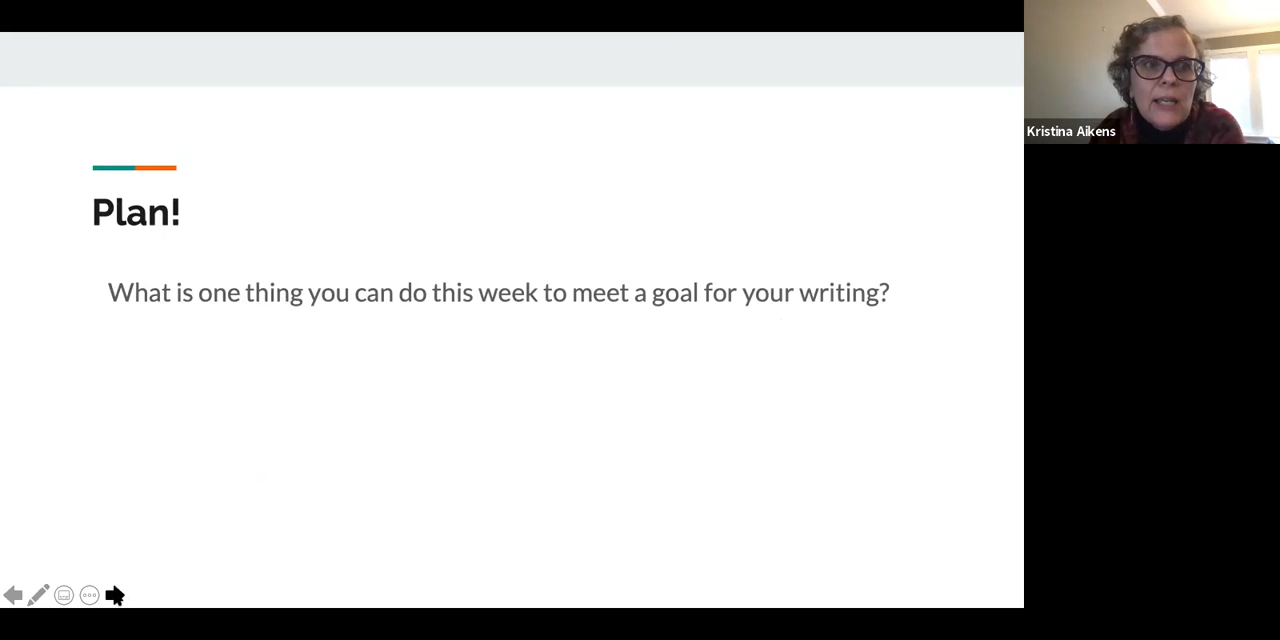 Kristina Aikens
Plan!
What is one thing you can do this week to meet a goal for your writing?